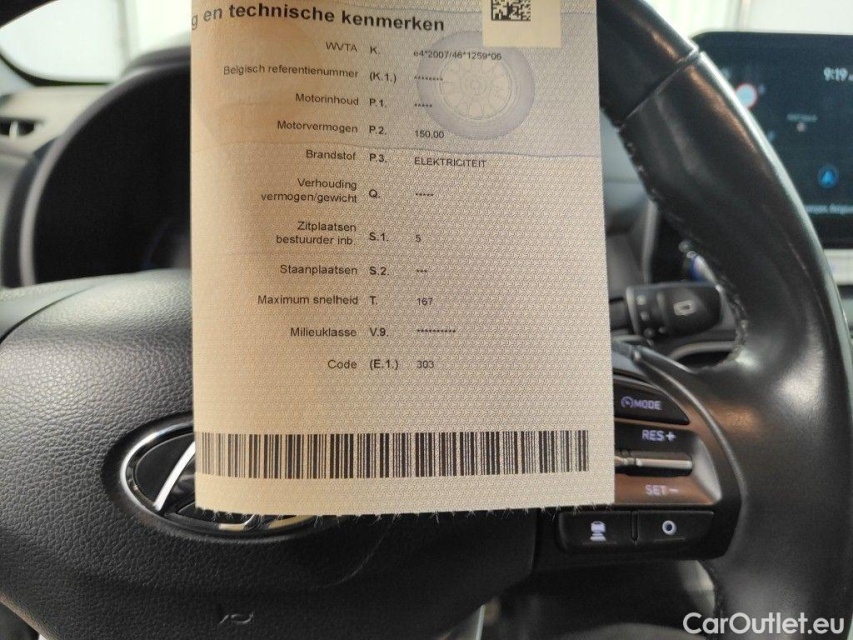 g en technische kenmerken
WVTA K. e4*2007/46*1259*06
Belgisch referentienummer (K.1.) ********
Motorinhoud P.1. *****
Motorvermogen P.2. 150.00
Brandstof P.3. ELEKTRICITEIT
Verhouding
vermogen/gewicht Q. *****
Zitplaatsen
bestuurder inb. S.1. 5
Staanplaatsen S.2. ***
Maximum snelheid T. 167
Milieuklasse V.9. **********
Code (E.1.) 303
9:19
MODE
RES+
SET-
CarOutlet.eu